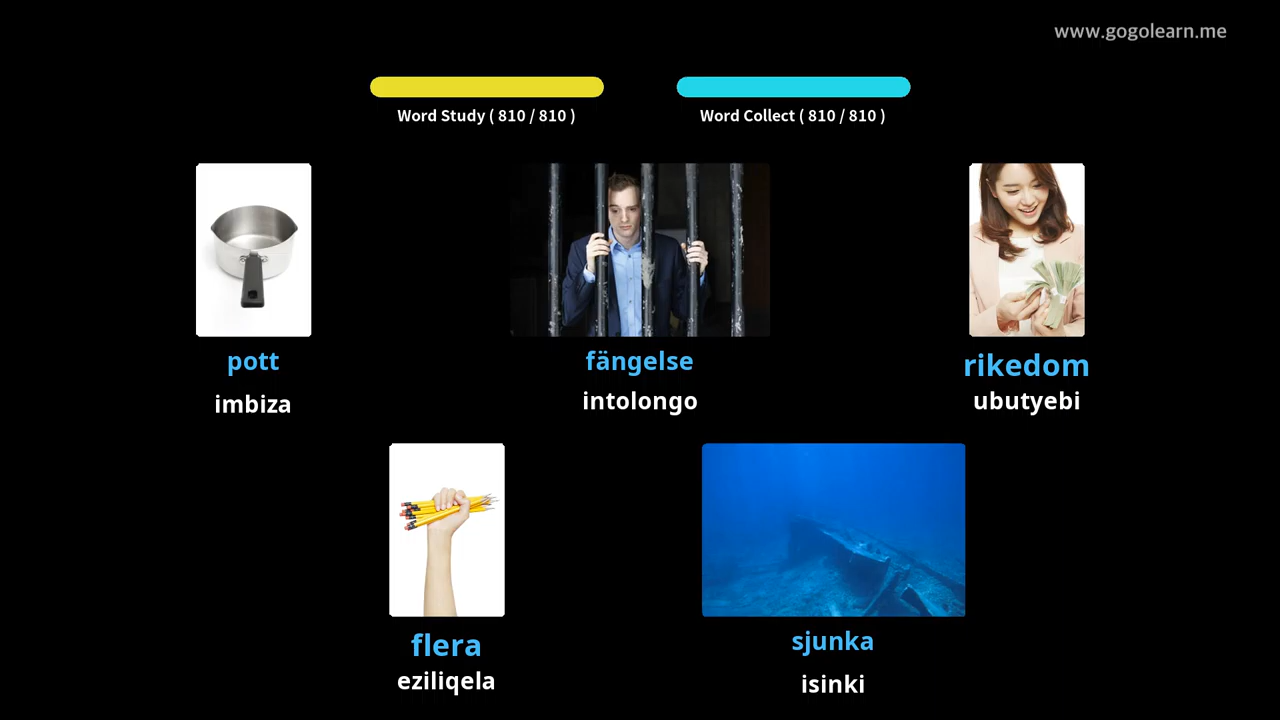 www.gogolearn.me
Word Study ( 810 / 810 )
Word Collect ( 810 / 810 )
pott
imbiza
fängelse
intolongo
rikedom
ubutyebi
flera
eziliqela
sjunka
isinki